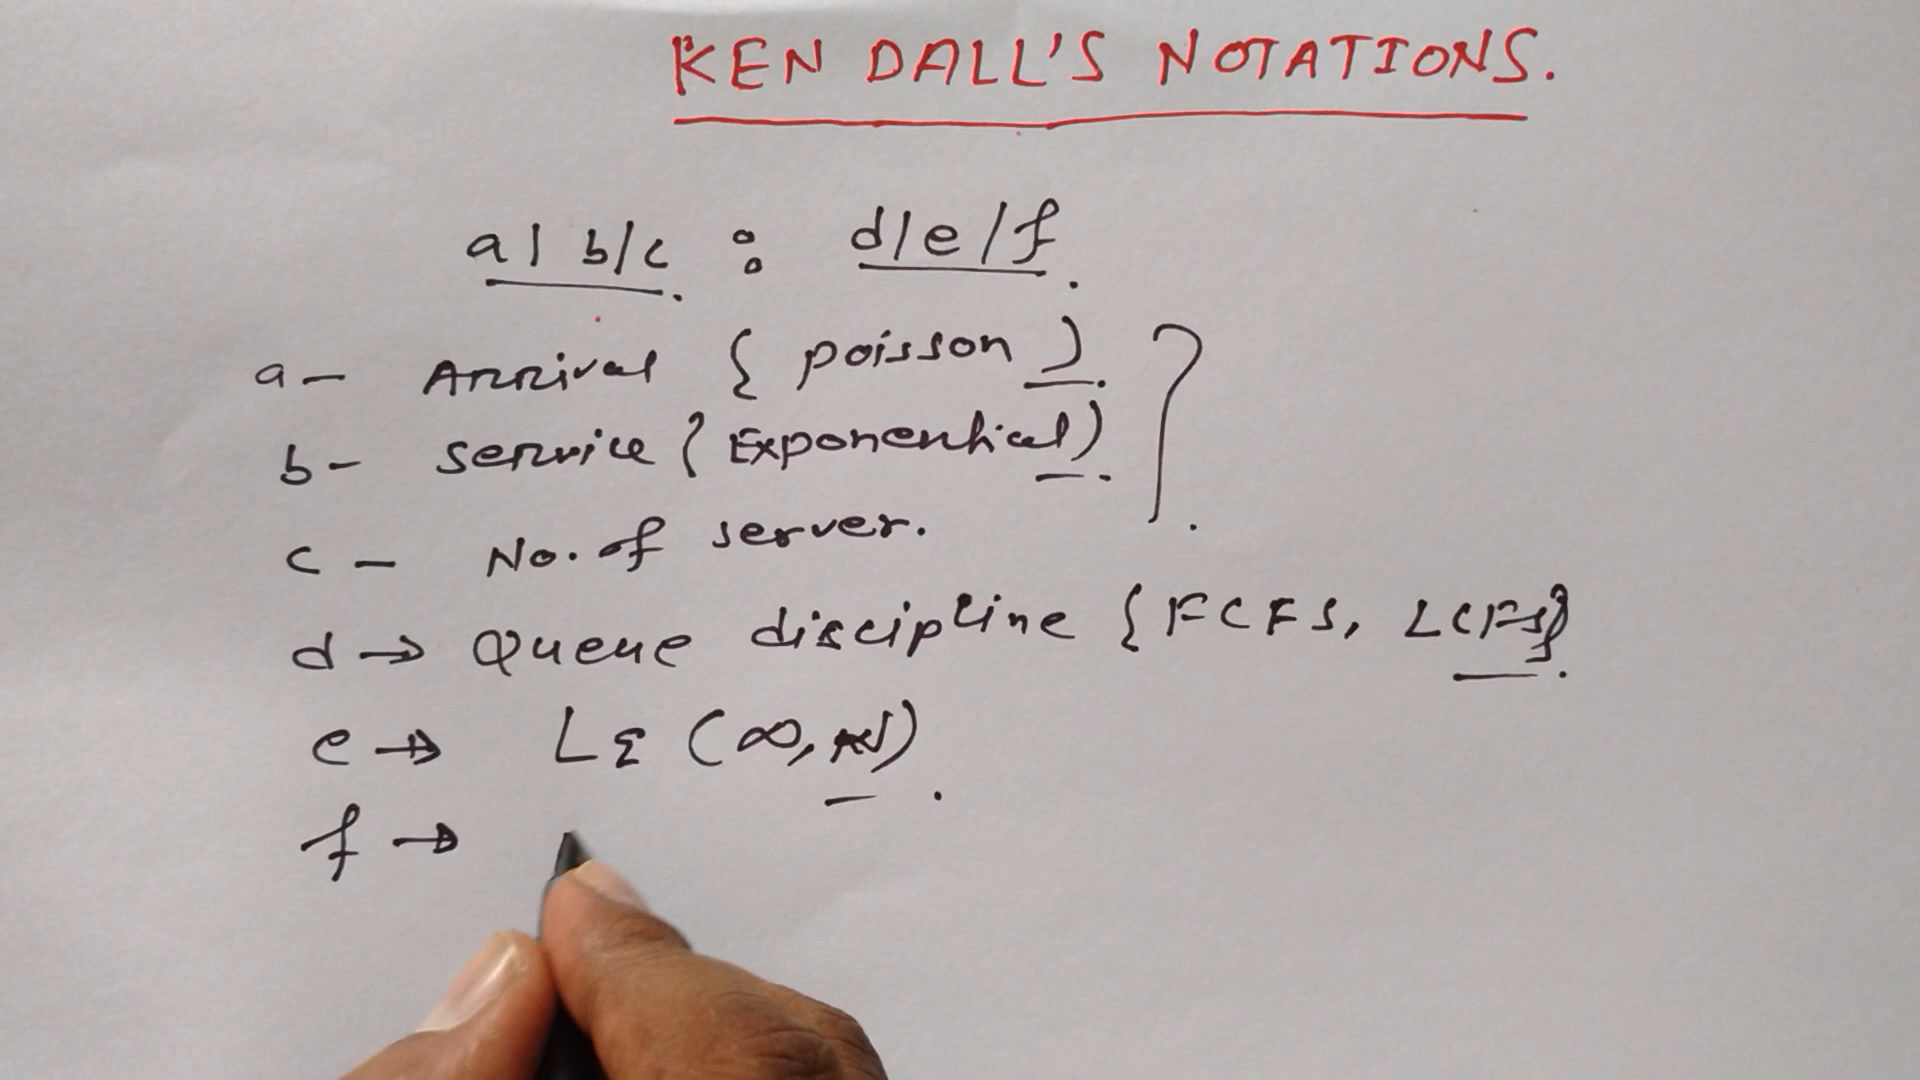 KENDALL'S NOTATIONS.
a/b/c : d/e/f
a - Arrival { poisson ).
b - service { Exponential ).
c - No. of server.
d → Queue discipline { FCFS, LCFS}.
e → (∞, N).
f →